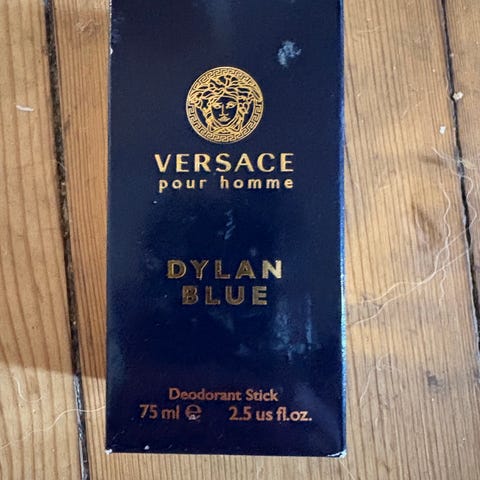 VERSACE
pour homme
DYLAN
BLUE
Deodorant Stick
75 ml ℮ 2.5 us fl.oz.